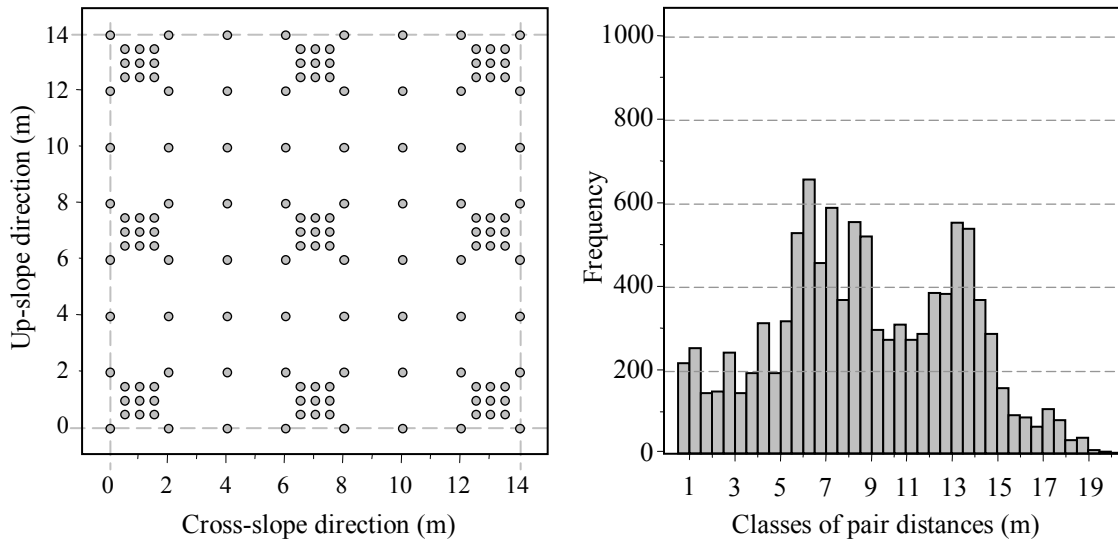 14
12
10
8
6
4
2
0
Up-slope direction (m)
0 2 4 6 8 10 12 14
Cross-slope direction (m)
1000
800
600
400
200
0
Frequency
1 3 5 7 9 11 13 15 17 19
Classes of pair distances (m)